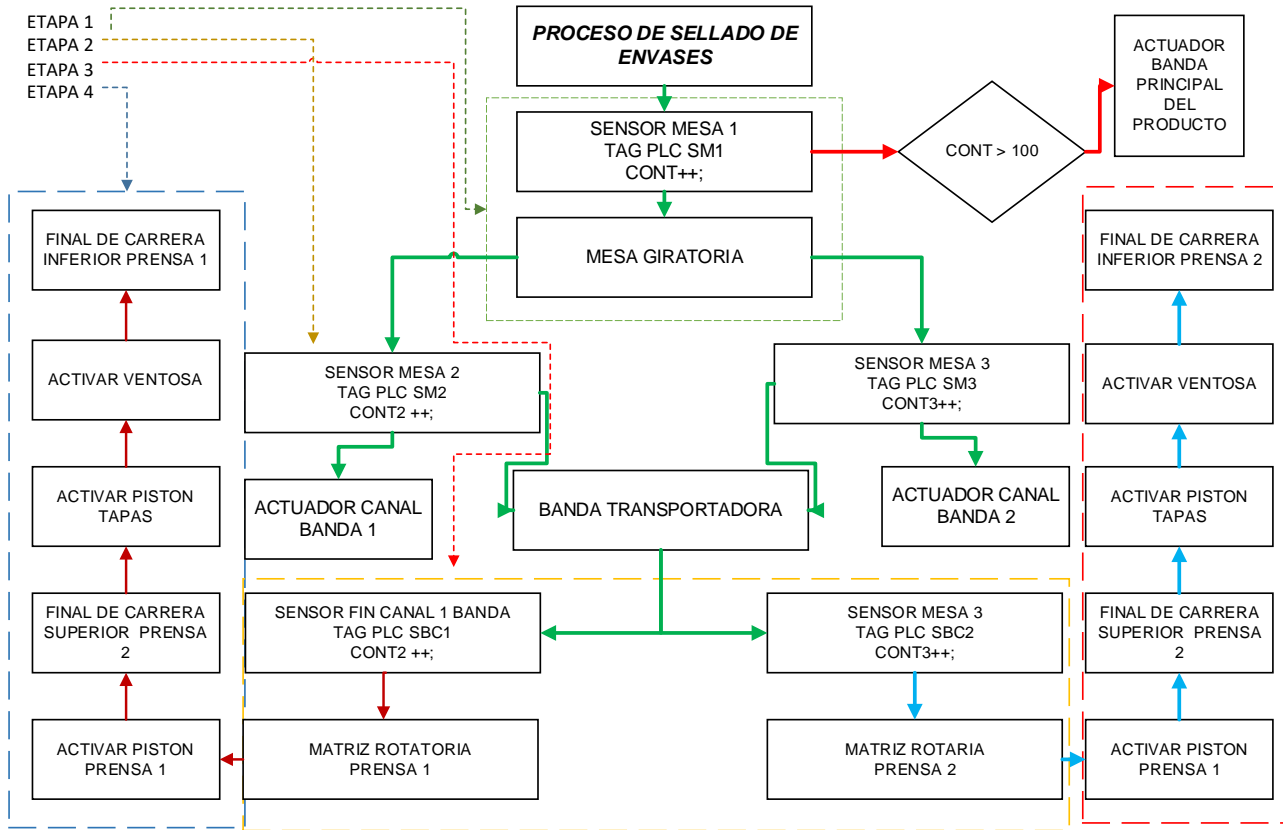 ETAPA 1
ETAPA 2
ETAPA 3
ETAPA 4
PROCESO DE SELLADO DE
ENVASES
ACTUADOR
BANDA
PRINCIPAL
DEL
PRODUCTO
SENSOR MESA 1
TAG PLC SM1
CONT++;
CONT > 100
MESA GIRATORIA
FINAL DE CARRERA
INFERIOR PRENSA 1
FINAL DE CARRERA
INFERIOR PRENSA 2
ACTIVAR VENTOSA
SENSOR MESA 2
TAG PLC SM2
CONT2 ++;
SENSOR MESA 3
TAG PLC SM3
CONT3++;
ACTIVAR VENTOSA
ACTIVAR PISTON
TAPAS
ACTUADOR CANAL
BANDA 1
BANDA TRANSPORTADORA
ACTUADOR CANAL
BANDA 2
ACTIVAR PISTON
TAPAS
FINAL DE CARRERA
SUPERIOR PRENSA
2
SENSOR FIN CANAL 1 BANDA
TAG PLC SBC1
CONT2 ++;
SENSOR MESA 3
TAG PLC SBC2
CONT3++;
FINAL DE CARRERA
SUPERIOR PRENSA
2
ACTIVAR PISTON
PRENSA 1
MATRIZ ROTATORIA
PRENSA 1
MATRIZ ROTARIA
PRENSA 2
ACTIVAR PISTON
PRENSA 1